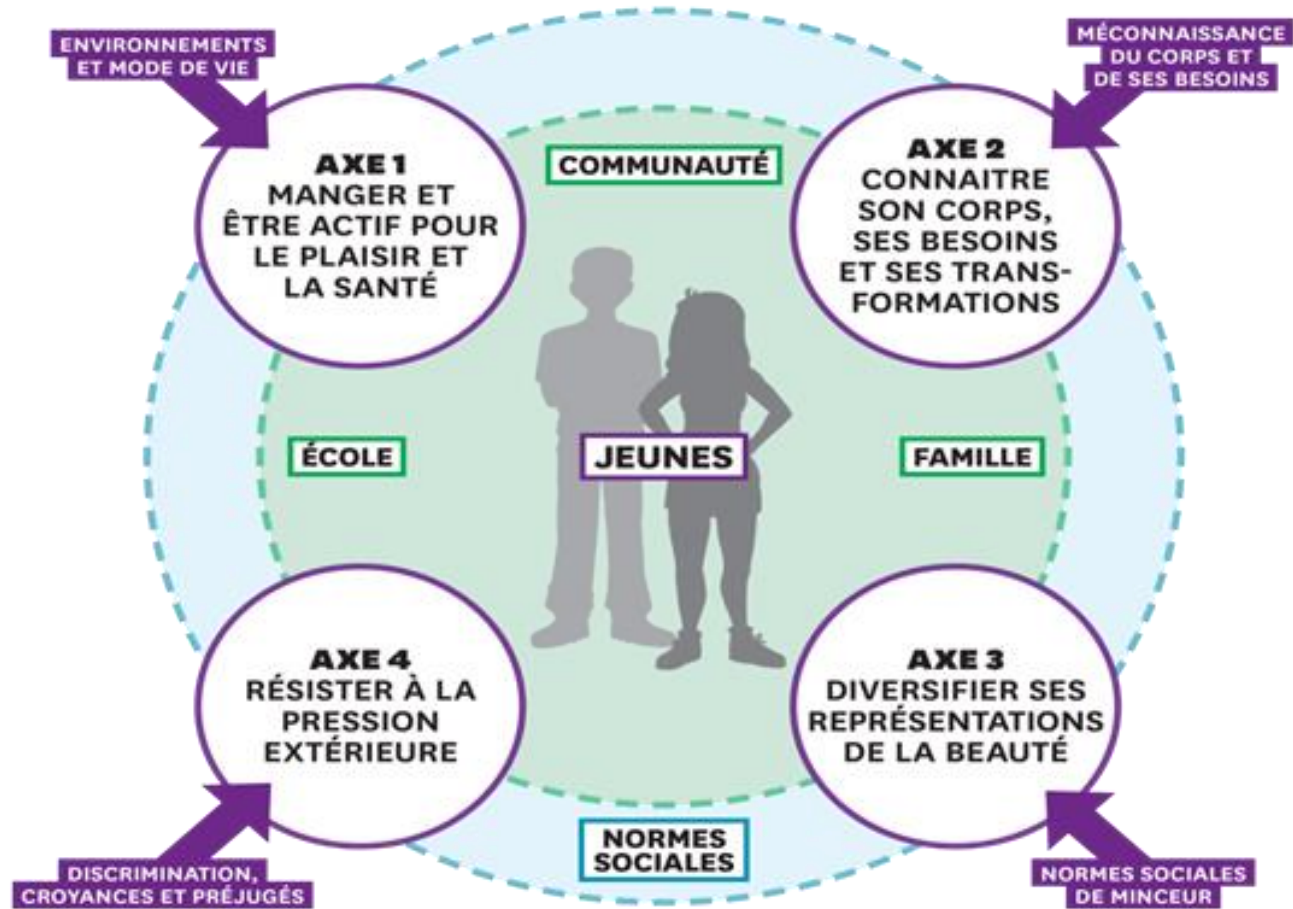 ENVIRONNEMENTS
ET MODE DE VIE
MÉCONNAISSANCE
DU CORPS ET
DE SES BESOINS
AXE 1
MANGER ET
ÊTRE ACTIF POUR
LE PLAISIR ET
LA SANTÉ
COMMUNAUTÉ
AXE 2
CONNAITRE
SON CORPS,
SES BESOINS
ET SES TRANS-
FORMATIONS
ÉCOLE
JEUNES
FAMILLE
AXE 4
RÉSISTER À LA
PRESSION
EXTÉRIEURE
AXE 3
DIVERSIFIER SES
REPRÉSENTATIONS
DE LA BEAUTÉ
NORMES
SOCIALES
DISCRIMINATION,
CROYANCES ET PRÉJUGÉS
NORMES SOCIALES
DE MINCEUR